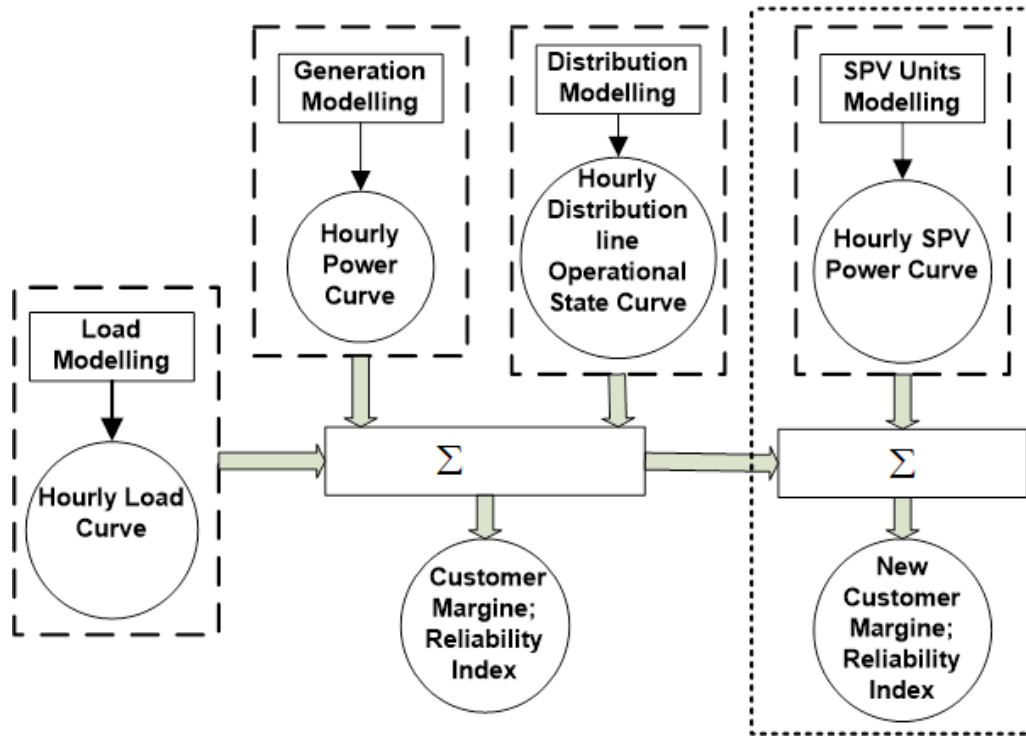 Generation
Modelling
Hourly
Power
Curve
Distribution
Modelling
Hourly
Distribution
line
Operational
State Curve
SPV Units
Modelling
Hourly SPV
Power Curve
Load
Modelling
Hourly Load
Curve
Σ
Σ
Customer
Margine;
Reliability
Index
New
Customer
Margine;
Reliability
Index